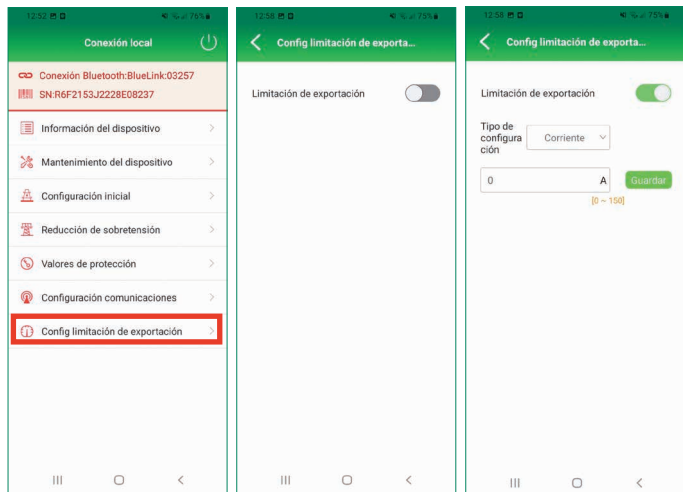 12:52
76%
Conexión local
Conexión Bluetooth:BlueLink:03257
SN:R6F2153J2228E08237
Información del dispositivo
Mantenimiento del dispositivo
Configuración inicial
Reducción de sobretensión
Valores de protección
Configuración comunicaciones
Config limitación de exportación
12:58
75%
Config limitación de exporta...
Limitación de exportación
12:58
75%
Config limitación de exporta...
Limitación de exportación
Tipo de
configura
ción
Corriente
0 A Guardar
[0 ~ 150]